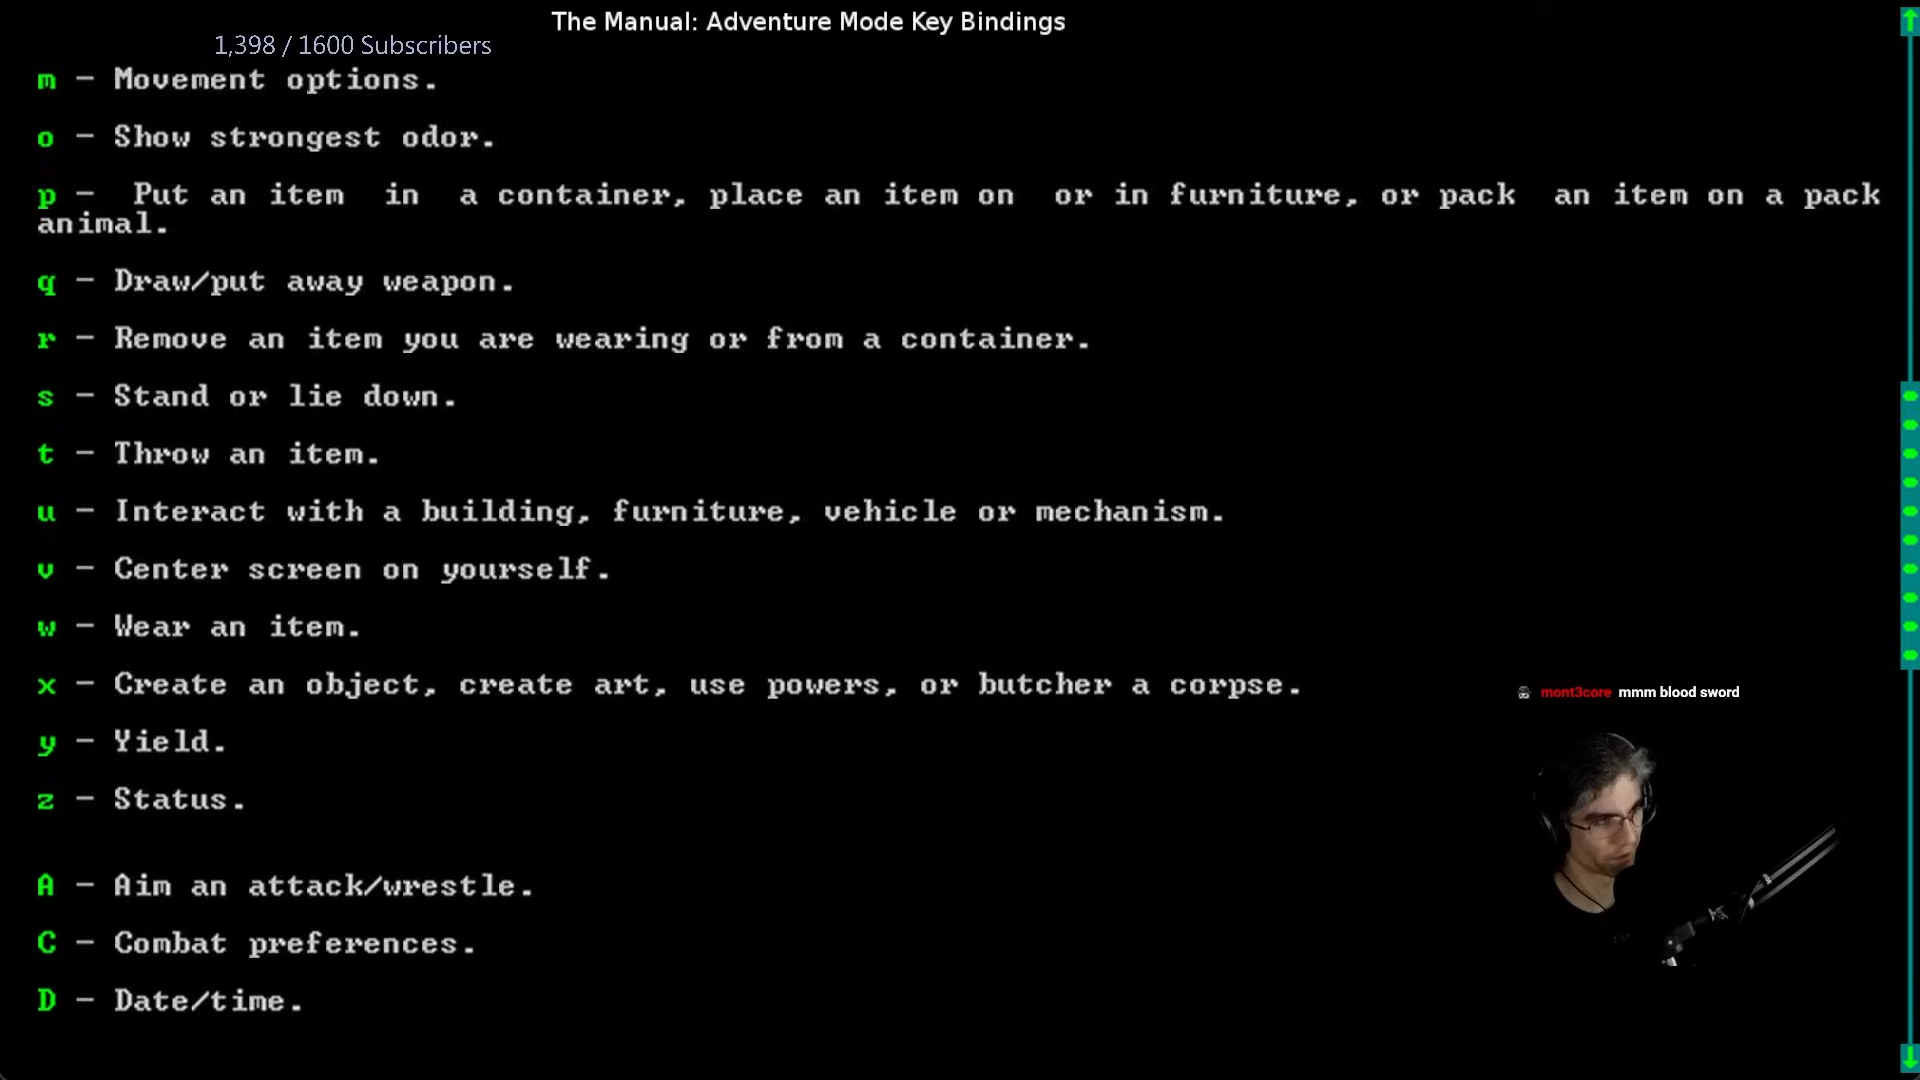 The Manual: Adventure Mode Key Bindings
1,398 / 1600 Subscribers
m - Movement options.
o - Show strongest odor.
p - Put an item in a container, place an item on or in furniture, or pack an item on a pack
animal.
q - Draw/put away weapon.
r - Remove an item you are wearing or from a container.
s - Stand or lie down.
t - Throw an item.
u - Interact with a building, furniture, vehicle or mechanism.
v - Center screen on yourself.
w - Wear an item.
x - Create an object, create art, use powers, or butcher a corpse.
mont3core mmm blood sword
y - Yield.
z - Status.
A - Aim an attack/wrestle.
C - Combat preferences.
D - Date/time.